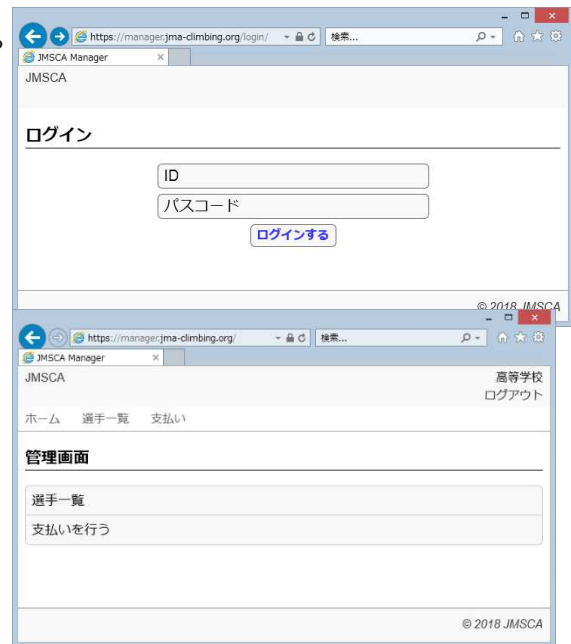 。
https://manager.jma-climbing.org/login/ 検索...
JMSCA Manager ×
JMSCA
ログイン
ID
パスコード
ログインする
© 2018 JMSCA
https://manager.jma-climbing.org/ 検索...
JMSCA Manager ×
JMSCA 高等学校
ログアウト
ホーム 選手一覧 支払い
管理画面
選手一覧
支払いを行う
© 2018 JMSCA